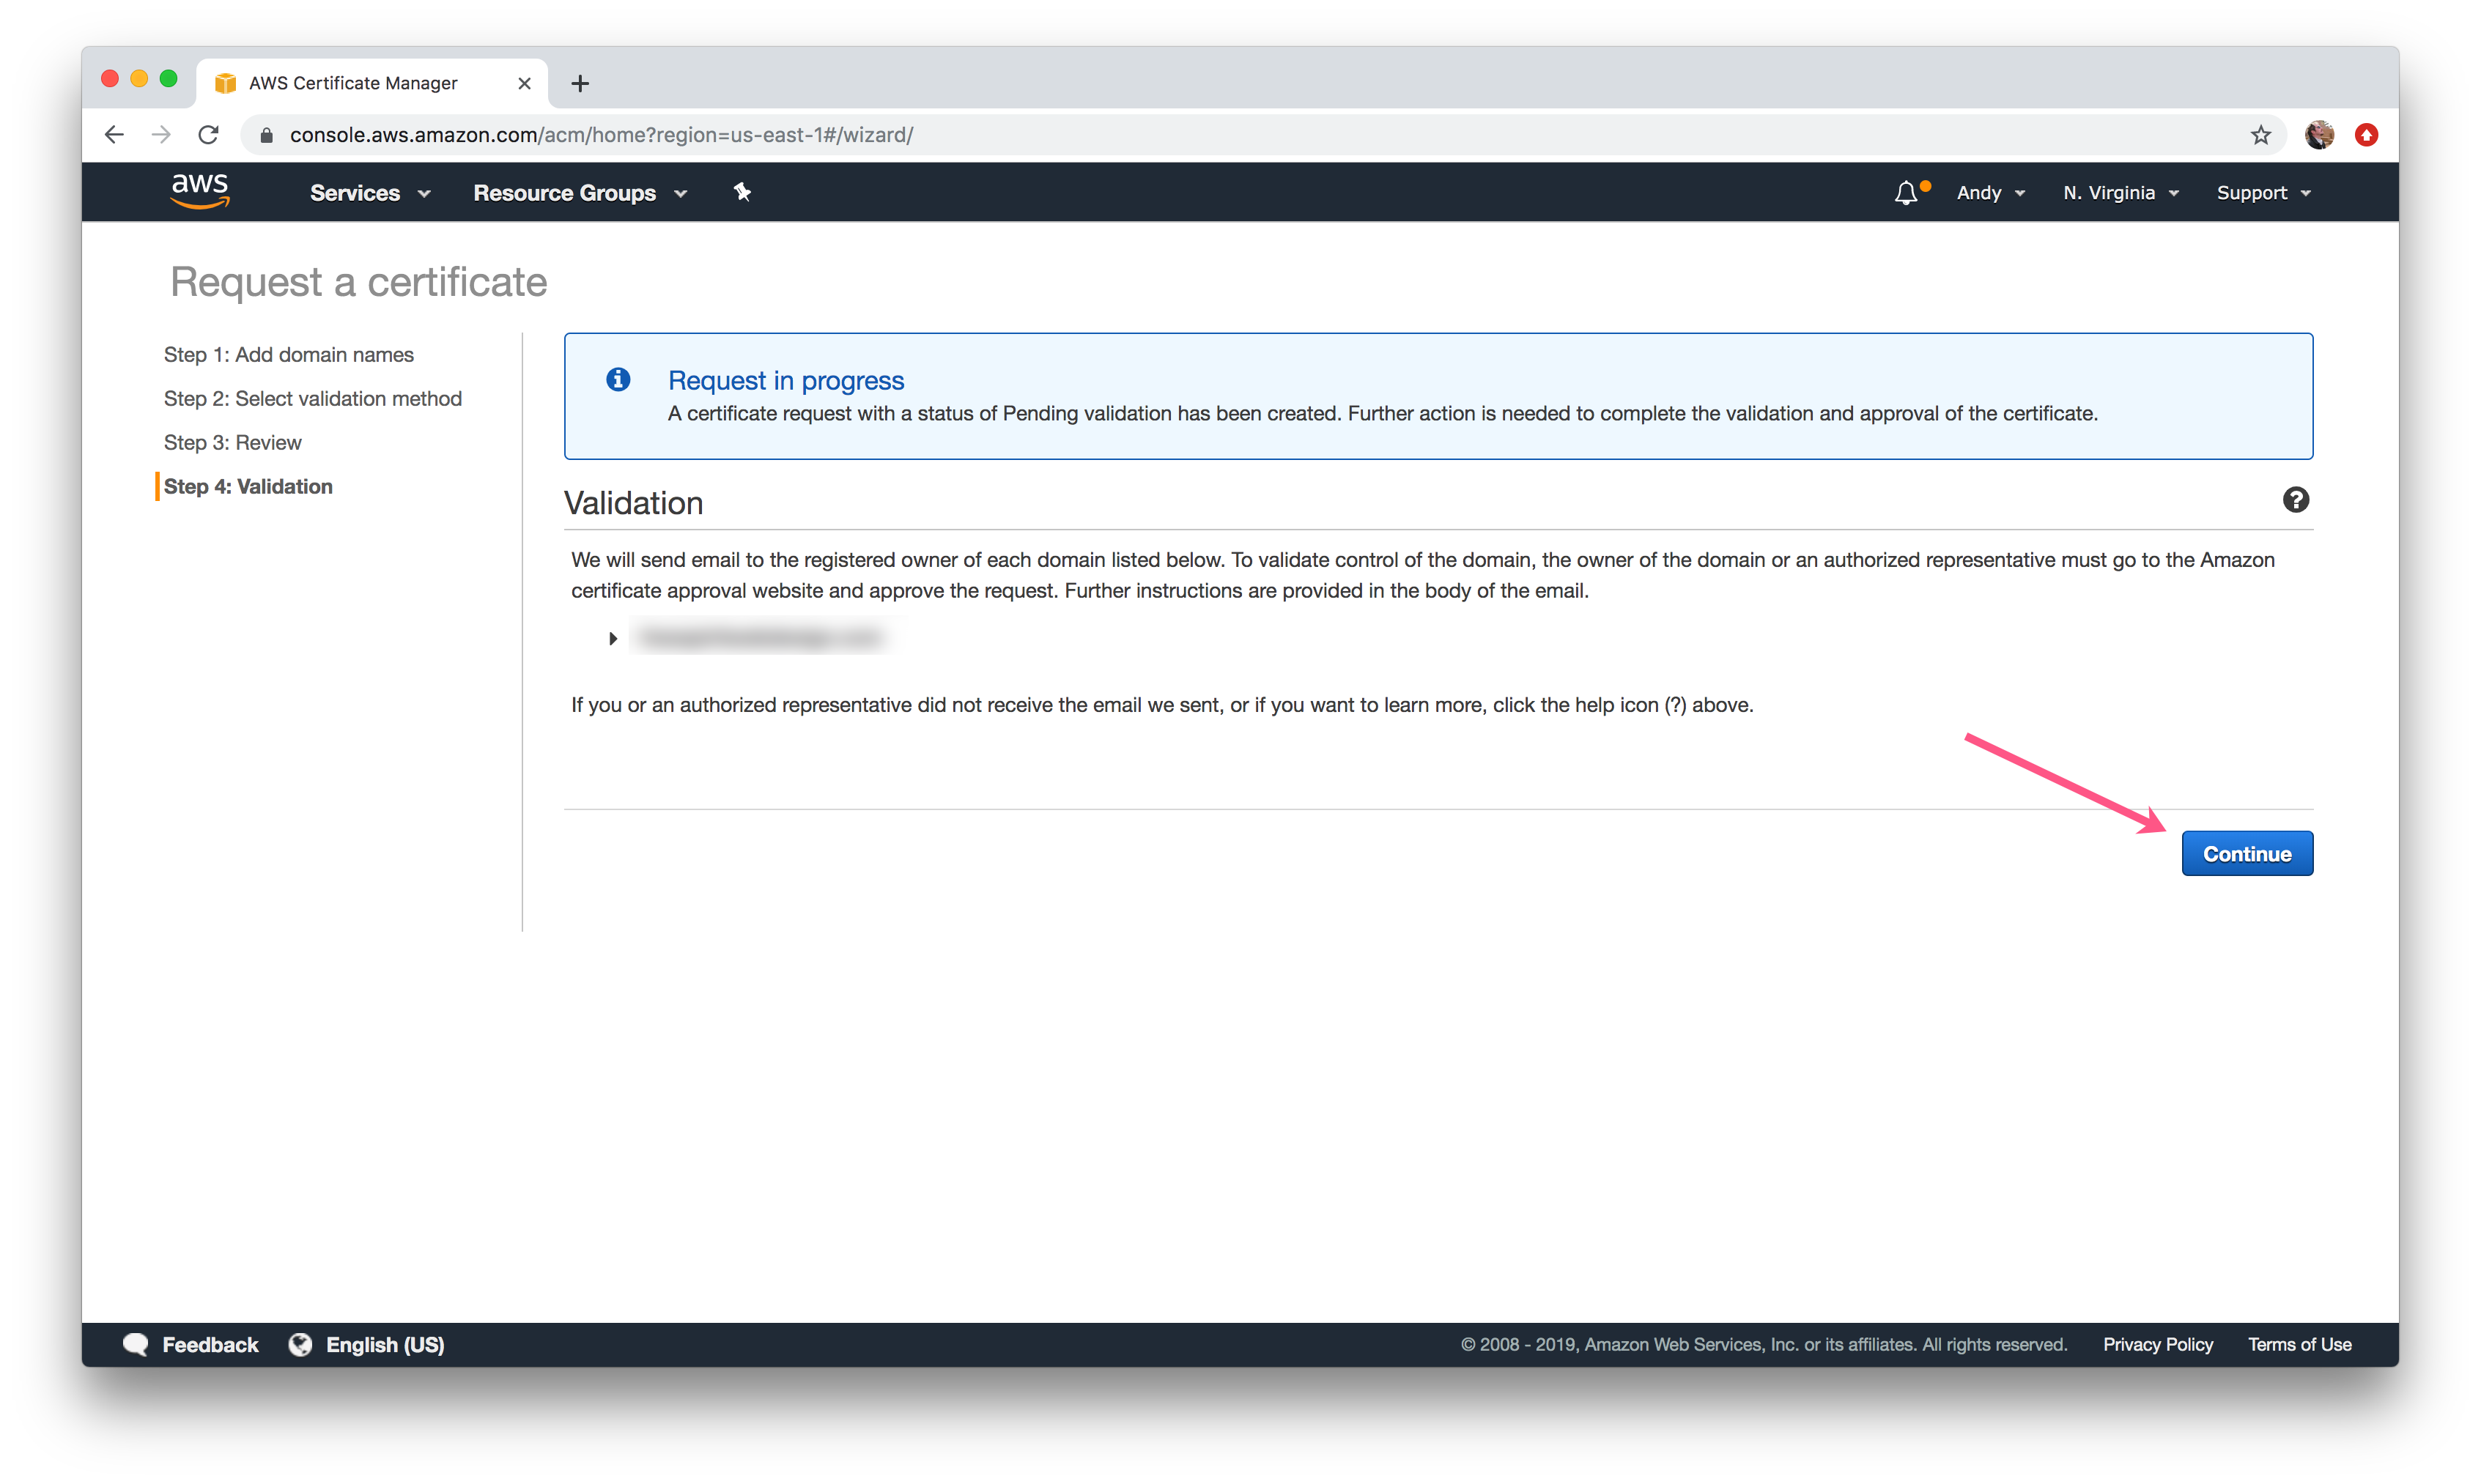 AWS Certificate Manager
console.aws.amazon.com/acm/home?region=us-east-1#/wizard/
aws
Services
Resource Groups
Andy
N. Virginia
Support
Request a certificate
Step 1: Add domain names
Step 2: Select validation method
Step 3: Review
Step 4: Validation
Request in progress
A certificate request with a status of Pending validation has been created. Further action is needed to complete the validation and approval of the certificate.
Validation
We will send email to the registered owner of each domain listed below. To validate control of the domain, the owner of the domain or an authorized representative must go to the Amazon
certificate approval website and approve the request. Further instructions are provided in the body of the email.
If you or an authorized representative did not receive the email we sent, or if you want to learn more, click the help icon (?) above.
Continue
Feedback
English (US)
© 2008 - 2019, Amazon Web Services, Inc. or its affiliates. All rights reserved.
Privacy Policy
Terms of Use